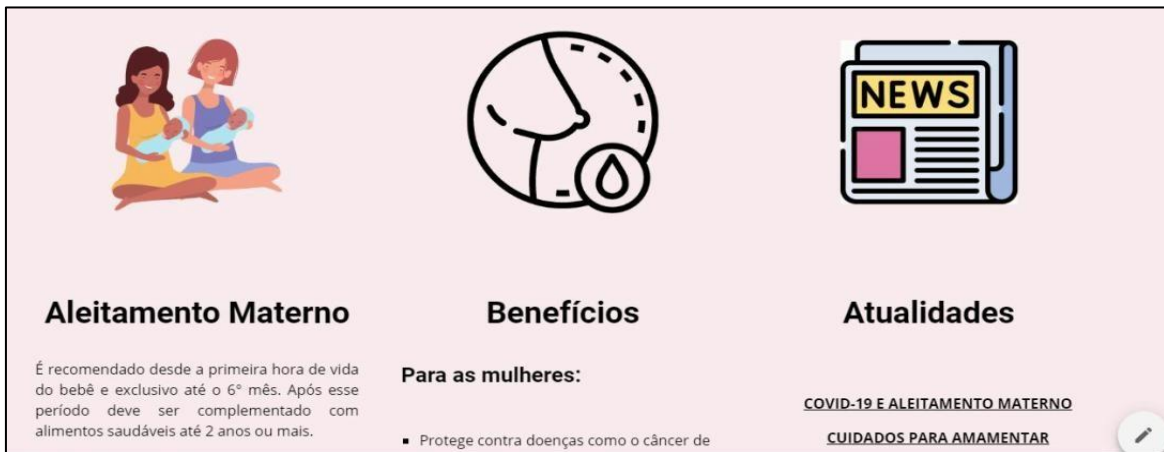 NEWS
Aleitamento Materno
É recomendado desde a primeira hora de vida
do bebê e exclusivo até o 6° mês. Após esse
período deve ser complementado com
alimentos saudáveis até 2 anos ou mais.
Benefícios
Para as mulheres:
▪ Protege contra doenças como o câncer de
Atualidades
COVID-19 E ALEITAMENTO MATERNO
CUIDADOS PARA AMAMENTAR